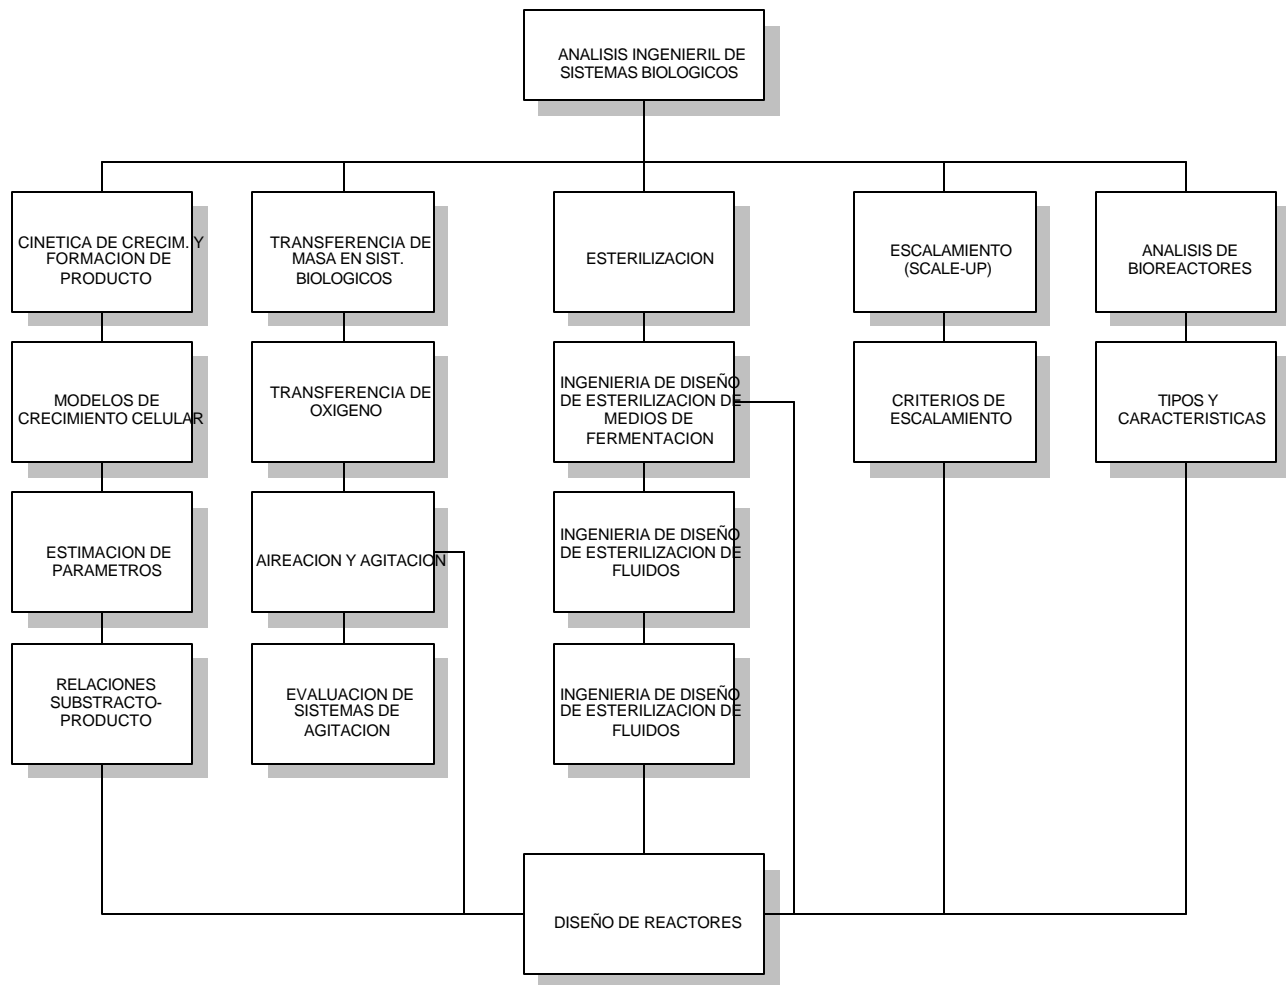 ANALISIS INGENIERIL DE
SISTEMAS BIOLOGICOS
CINETICA DE CRECIM. Y
FORMACION DE
PRODUCTO
TRANSFERENCIA DE
MASA EN SIST.
BIOLOGICOS
ESTERILIZACION
ESCALAMIENTO
(SCALE-UP)
ANALISIS DE
BIOREACTORES
MODELOS DE
CRECIMIENTO CELULAR
TRANSFERENCIA DE
OXIGENO
INGENIERIA DE DISEÑO
DE ESTERILIZACION DE
MEDIOS DE
FERMENTACION
CRITERIOS DE
ESCALAMIENTO
TIPOS Y
CARACTERISTICAS
ESTIMACION DE
PARAMETROS
AIREACION Y AGITACION
INGENIERIA DE DISEÑO
DE ESTERILIZACION DE
FLUIDOS
RELACIONES
SUBSTRACTO-
PRODUCTO
EVALUACION DE
SISTEMAS DE
AGITACION
INGENIERIA DE DISEÑO
DE ESTERILIZACION DE
FLUIDOS
DISEÑO DE REACTORES